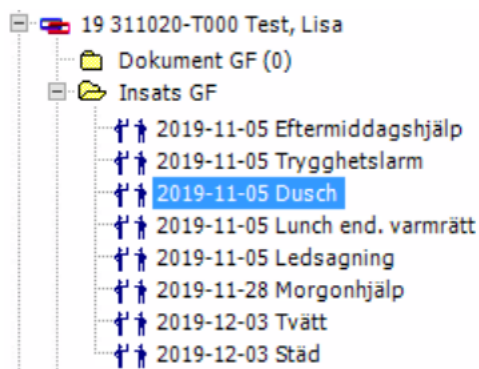 19 311020-T000 Test, Lisa
Dokument GF (0)
Insats GF
2019-11-05 Eftermiddagshjälp
2019-11-05 Trygghetslarm
2019-11-05 Dusch
2019-11-05 Lunch end. varmrätt
2019-11-05 Ledsagning
2019-11-28 Morgonhjälp
2019-12-03 Tvätt
2019-12-03 Städ